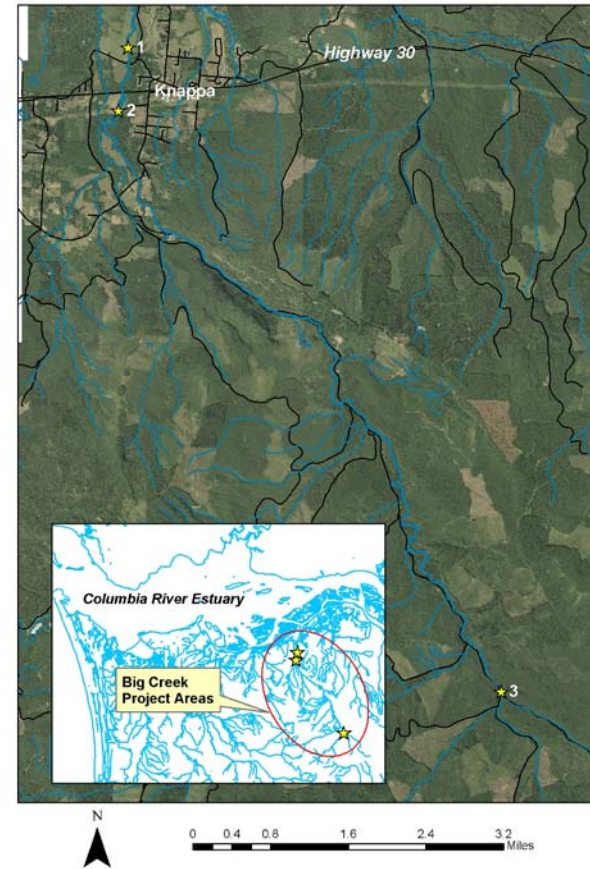 1
Highway 30
Knappa
2
Columbia River Estuary
Big Creek
Project Areas
3
N
0 0.4 0.8 1.6 2.4 3.2
Miles